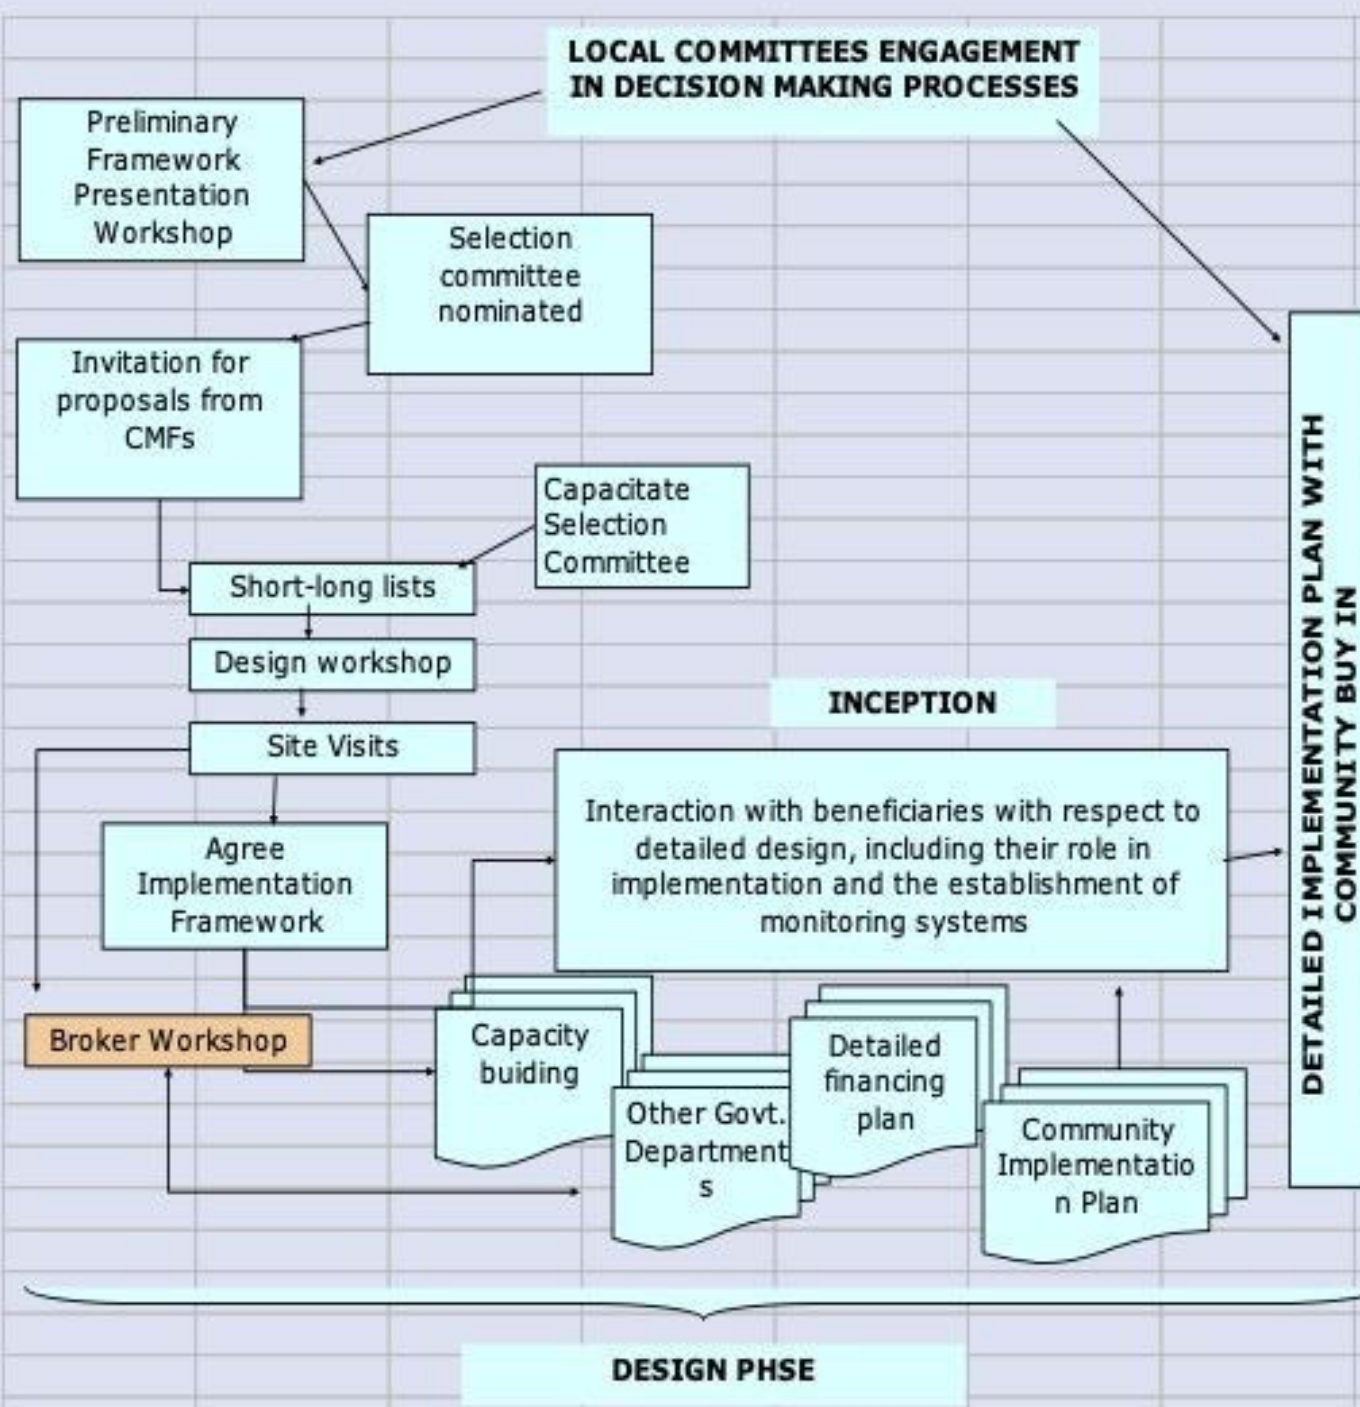 LOCAL COMMITTEES ENGAGEMENT
IN DECISION MAKING PROCESSES
Preliminary
Framework
Presentation
Workshop
Selection
committee
nominated
Invitation for
proposals from
CMFs
Capacitate
Selection
Committee
Short-long lists
Design workshop
Site Visits
Agree
Implementation
Framework
Broker Workshop
INCEPTION
Interaction with beneficiaries with respect to
detailed design, including their role in
implementation and the establishment of
monitoring systems
Capacity
buiding
Other Govt.
Department
s
Detailed
financing
plan
Community
Implementatio
n Plan
DETAILED IMPLEMENTATION PLAN WITH
COMMUNITY BUY IN
DESIGN PHSE